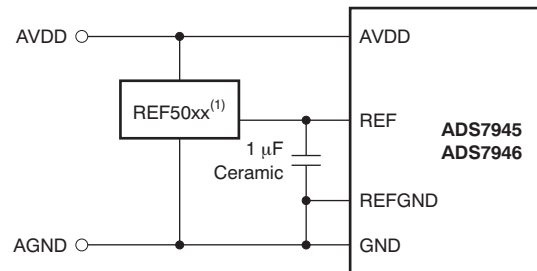 AVDD
AVDD
REF50xx(1)
REF
ADS7945
ADS7946
1 μF
Ceramic
REFGND
AGND
GND